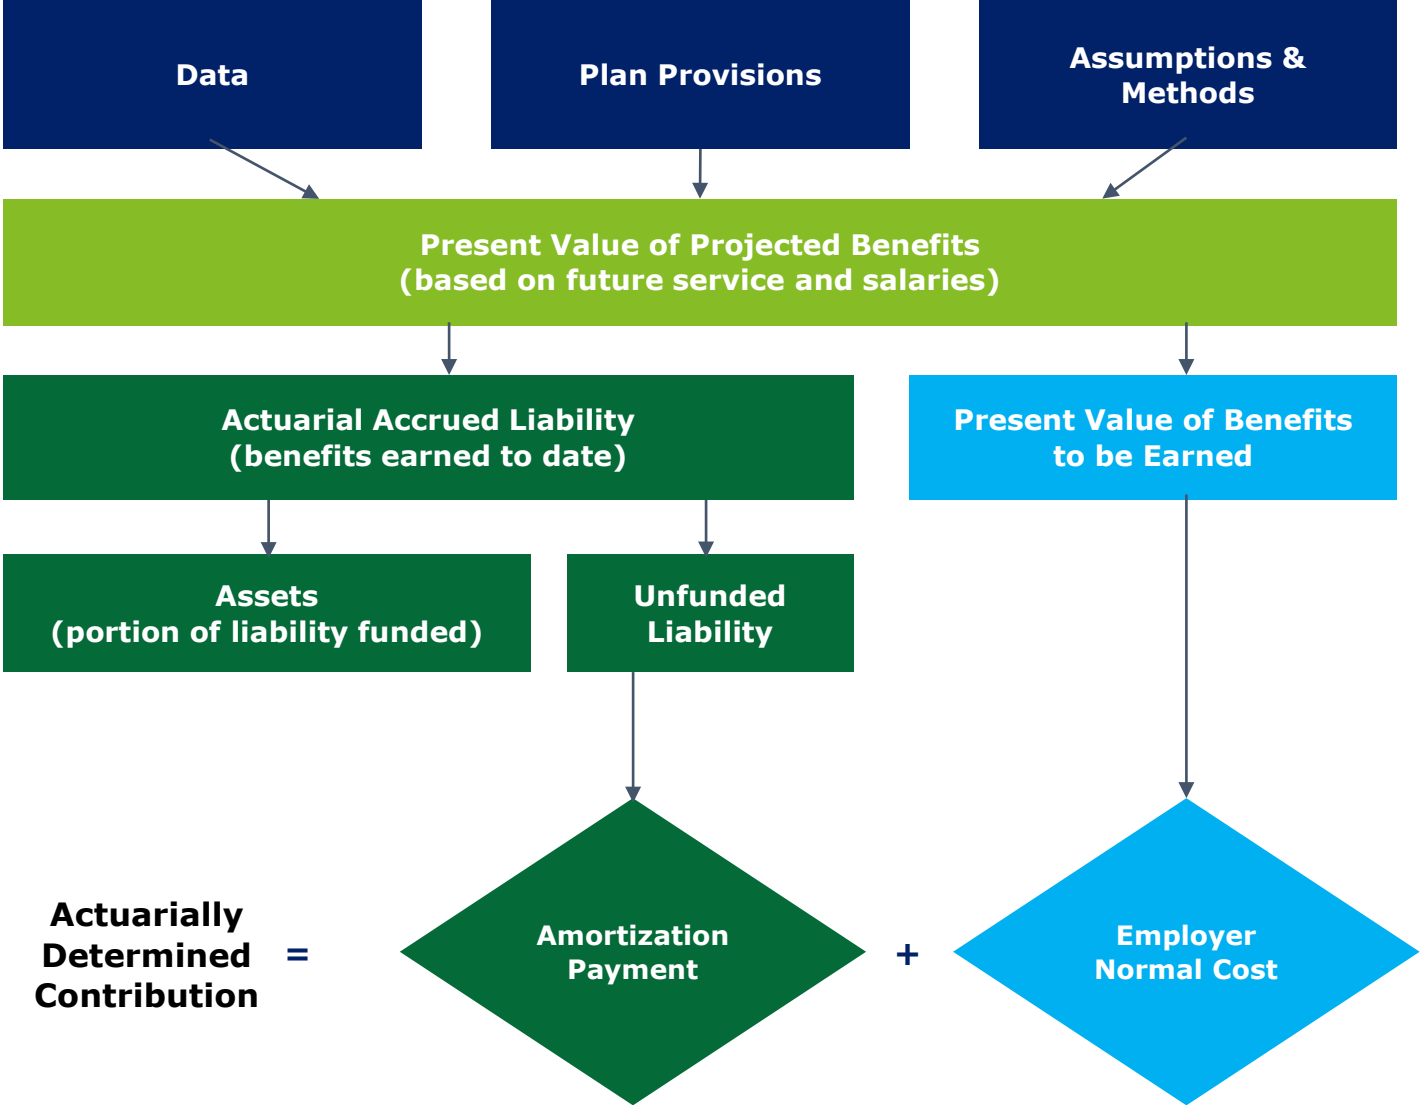 Data
Plan Provisions
Assumptions &
Methods
Present Value of Projected Benefits
(based on future service and salaries)
Actuarial Accrued Liability
(benefits earned to date)
Present Value of Benefits
to be Earned
Assets
(portion of liability funded)
Unfunded
Liability
Actuarially
Determined
Contribution
=
Amortization
Payment
+
Employer
Normal Cost